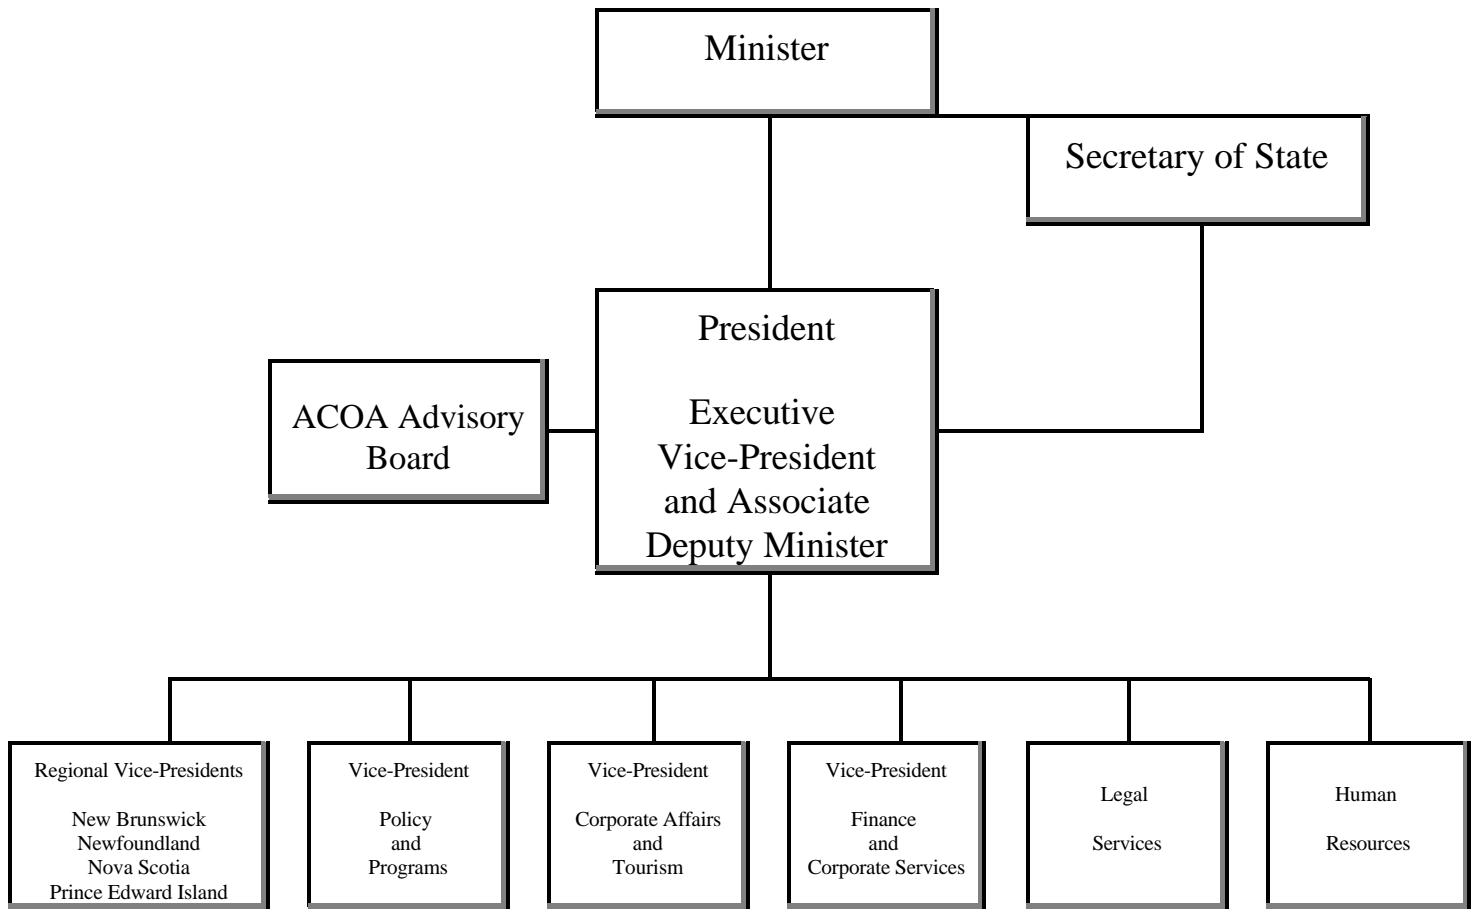 Minister
Secretary of State
President
Executive
Vice-President
and Associate
Deputy Minister
ACOA Advisory
Board
Regional Vice-Presidents
New Brunswick
Newfoundland
Nova Scotia
Prince Edward Island
Vice-President
Policy
and
Programs
Vice-President
Corporate Affairs
and
Tourism
Vice-President
Finance
and
Corporate Services
Legal
Services
Human
Resources